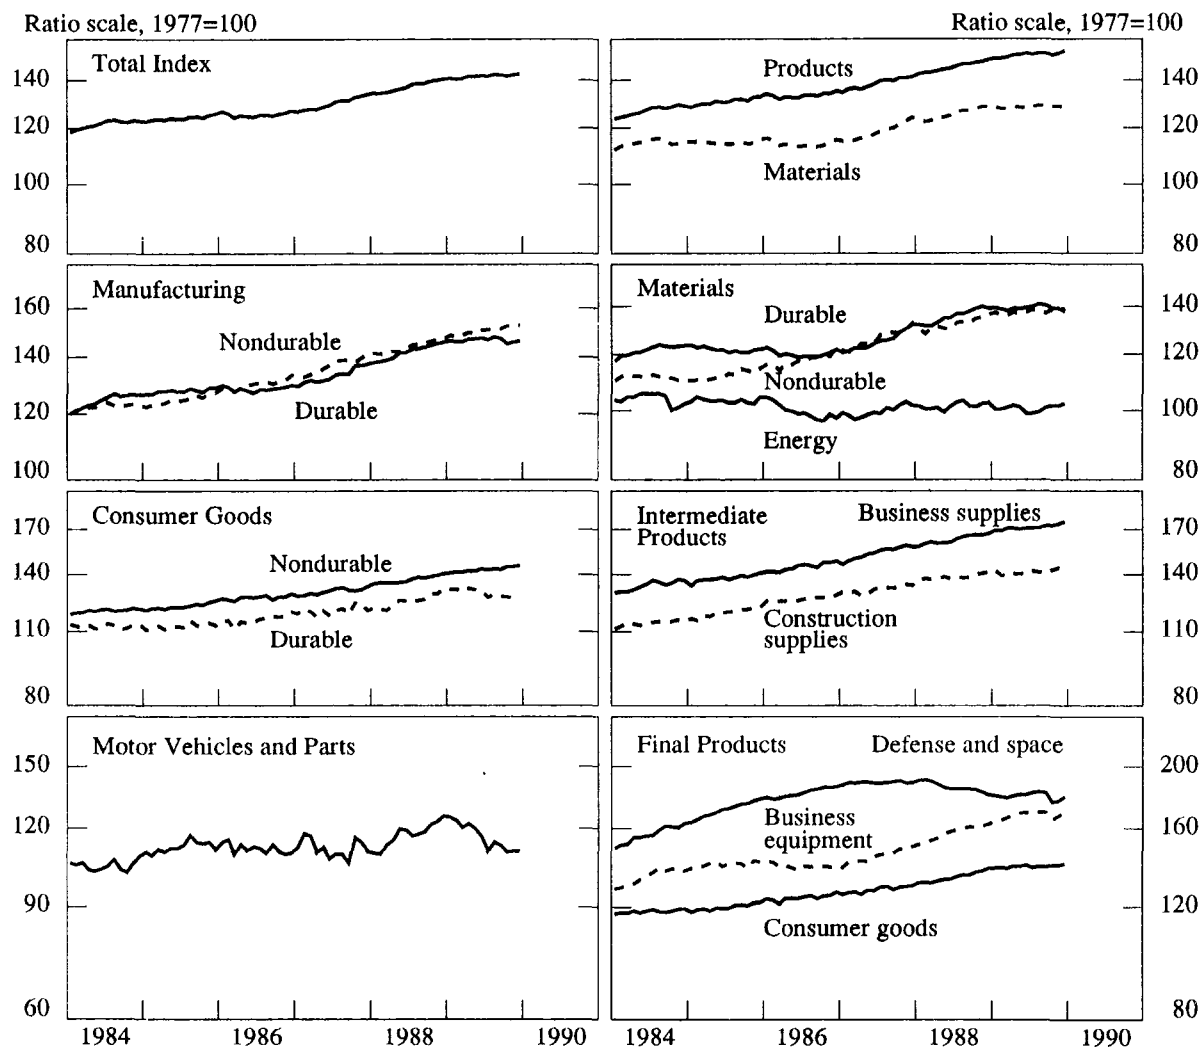 Ratio scale, 1977=100
Ratio scale, 1977=100
Total Index
140
120
100
80
Products
Materials
140
120
100
80
Manufacturing
Nondurable
Durable
160
140
120
100
Materials
Durable
Nondurable
Energy
140
120
100
80
Consumer Goods
Nondurable
Durable
170
140
110
80
Intermediate
Products
Business supplies
Construction
supplies
170
140
110
80
Motor Vehicles and Parts
150
120
90
60
Final Products
Defense and space
Business
equipment
Consumer goods
200
160
120
80
1984 1986 1988 1990
1984 1986 1988 1990